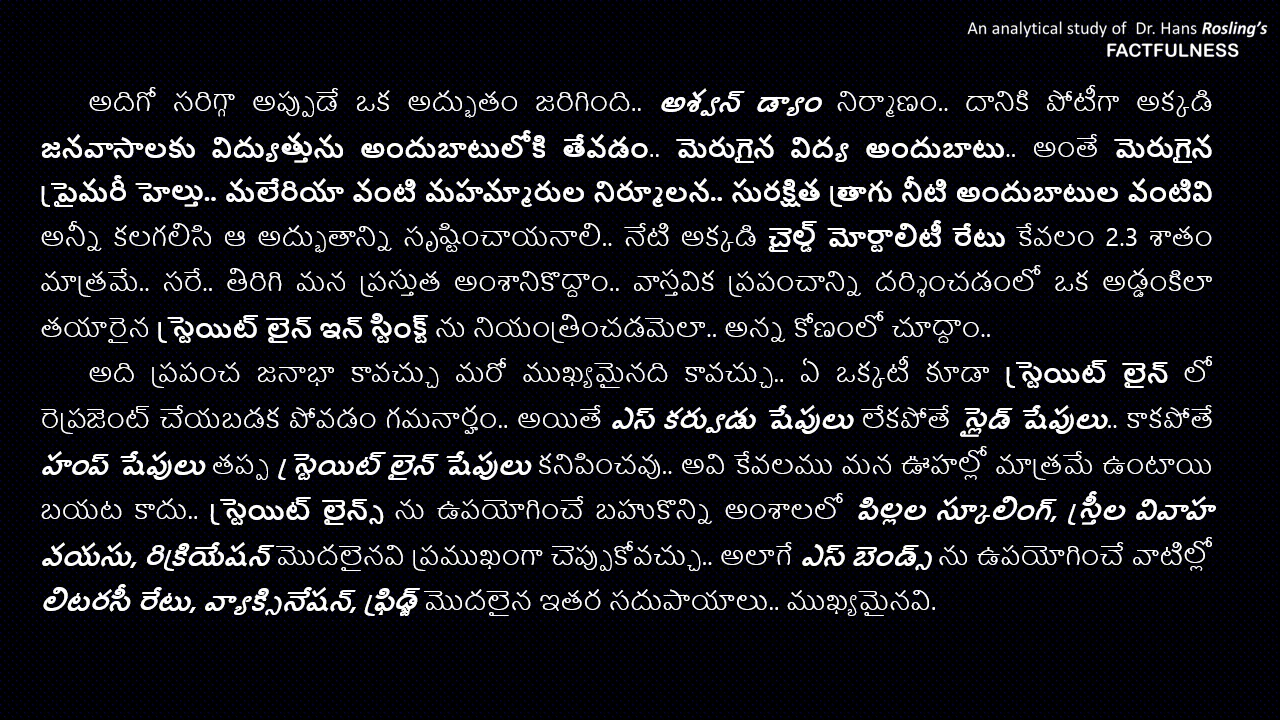 An analytical study of Dr. Hans Rosling's
FACTFULNESS
అదిగో సరిగ్గా అప్పుడే ఒక అద్భుతం జరిగింది.. అశ్వన్ డ్యాం నిర్మాణం.. దానికి పోటీగా అక్కడి
జనవాసాలకు విద్యుత్తును అందుబాటులోకి తేవడం.. మెరుగైన విద్య అందుబాటు.. అంతే మెరుగైన
ప్రైమరీ హెల్తు.. మలేరియా వంటి మహమ్మారుల నిర్మూలన.. సురక్షిత త్రాగు నీటి అందుబాటుల వంటివి
అన్నీ కలగలిసి ఆ అద్భుతాన్ని సృష్టించాయనాలి.. నేటి అక్కడి చైల్డ్ మోర్టాలిటీ రేటు కేవలం 2.3 శాతం
మాత్రమే.. సరే.. తిరిగి మన ప్రస్తుత అంశానికొద్దాం.. వాస్తవిక ప్రపంచాన్ని దర్శించడంలో ఒక అడ్డంకిలా
తయారైన స్ట్రెయిట్ లైన్ ఇన్ స్టింక్ట్ ను నియంత్రించడమెలా.. అన్న కోణంలో చూద్దాం..
అది ప్రపంచ జనాభా కావచ్చు మరో ముఖ్యమైనది కావచ్చు.. ఏ ఒక్కటీ కూడా స్ట్రెయిట్ లైన్ లో
రెప్రజెంట్ చేయబడక పోవడం గమనార్హం.. అయితే ఎస్ కర్వుడు షేపులు లేకపోతే స్లైడ్ షేపులు.. కాకపోతే
హంప్ షేపులు తప్ప స్ట్రెయిట్ లైన్ షేపులు కనిపించవు.. అవి కేవలము మన ఊహల్లో మాత్రమే ఉంటాయి
బయట కాదు.. స్ట్రెయిట్ లైన్స్ ను ఉపయోగించే బహుకొన్ని అంశాలలో పిల్లల స్కూలింగ్, స్త్రీల వివాహ
వయసు, రిక్రియేషన్ మొదలైనవి ప్రముఖంగా చెప్పుకోవచ్చు.. అలాగే ఎస్ బెండ్స్ ను ఉపయోగించే వాటిల్లో
లిటరసీ రేటు, వ్యాక్సినేషన్, ఫ్రిడ్జ్ మొదలైన ఇతర సదుపాయాలు.. ముఖ్యమైనవి.